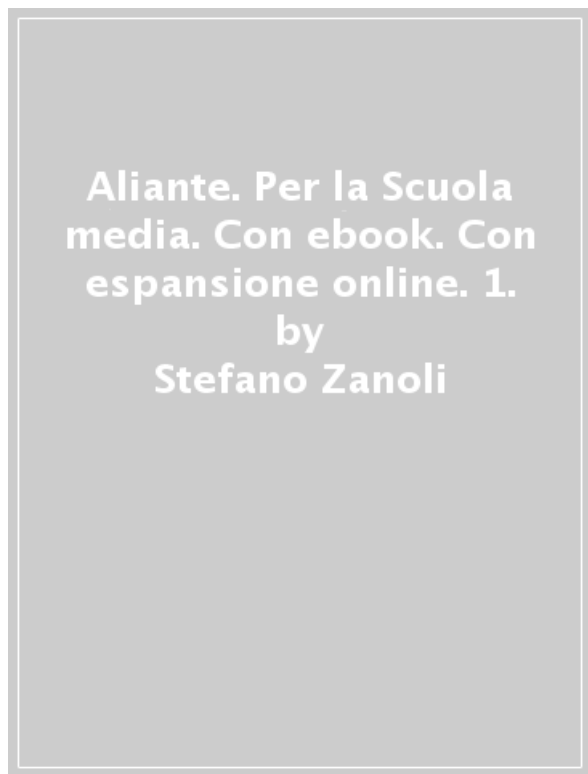 Aliante. Per la Scuola
media. Con ebook. Con
espansione online. 1.
by
Stefano Zanoli